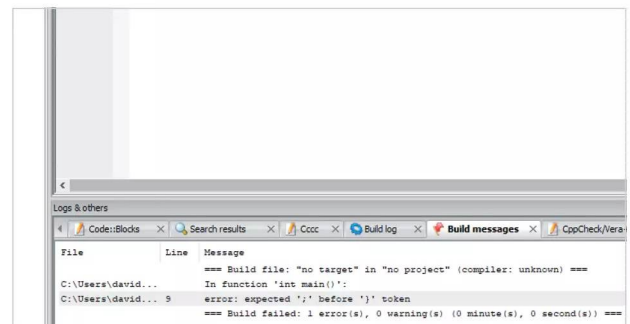 Logs & others
Code::Blocks Search results Cccc Build log Build messages CppCheck/Vera
File Line Message
=== Build file: "no target" in "no project" (compiler: unknown) ===
C:\Users\david... In function 'int main()':
C:\Users\david... 9 error: expected ';' before '}' token
=== Build failed: 1 error(s), 0 warning(s) (0 minute(s), 0 second(s)) ===